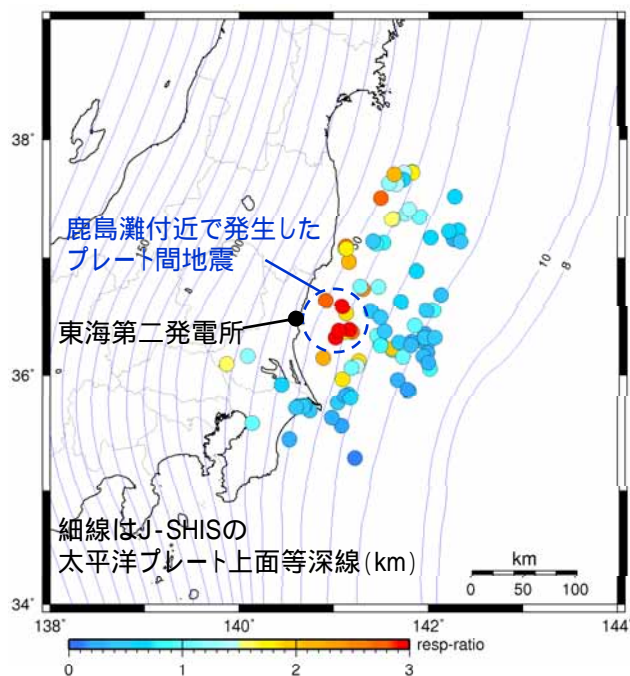 38˚
鹿島灘付近で発生した
プレート間地震
150
100
50
10
8
東海第二発電所
36˚
細線はJ-SHISの
太平洋プレート上面等深線(km)
km
0 50 100
34˚
138˚ 140˚ 142˚ 144˚
resp-ratio
0 1 2 3